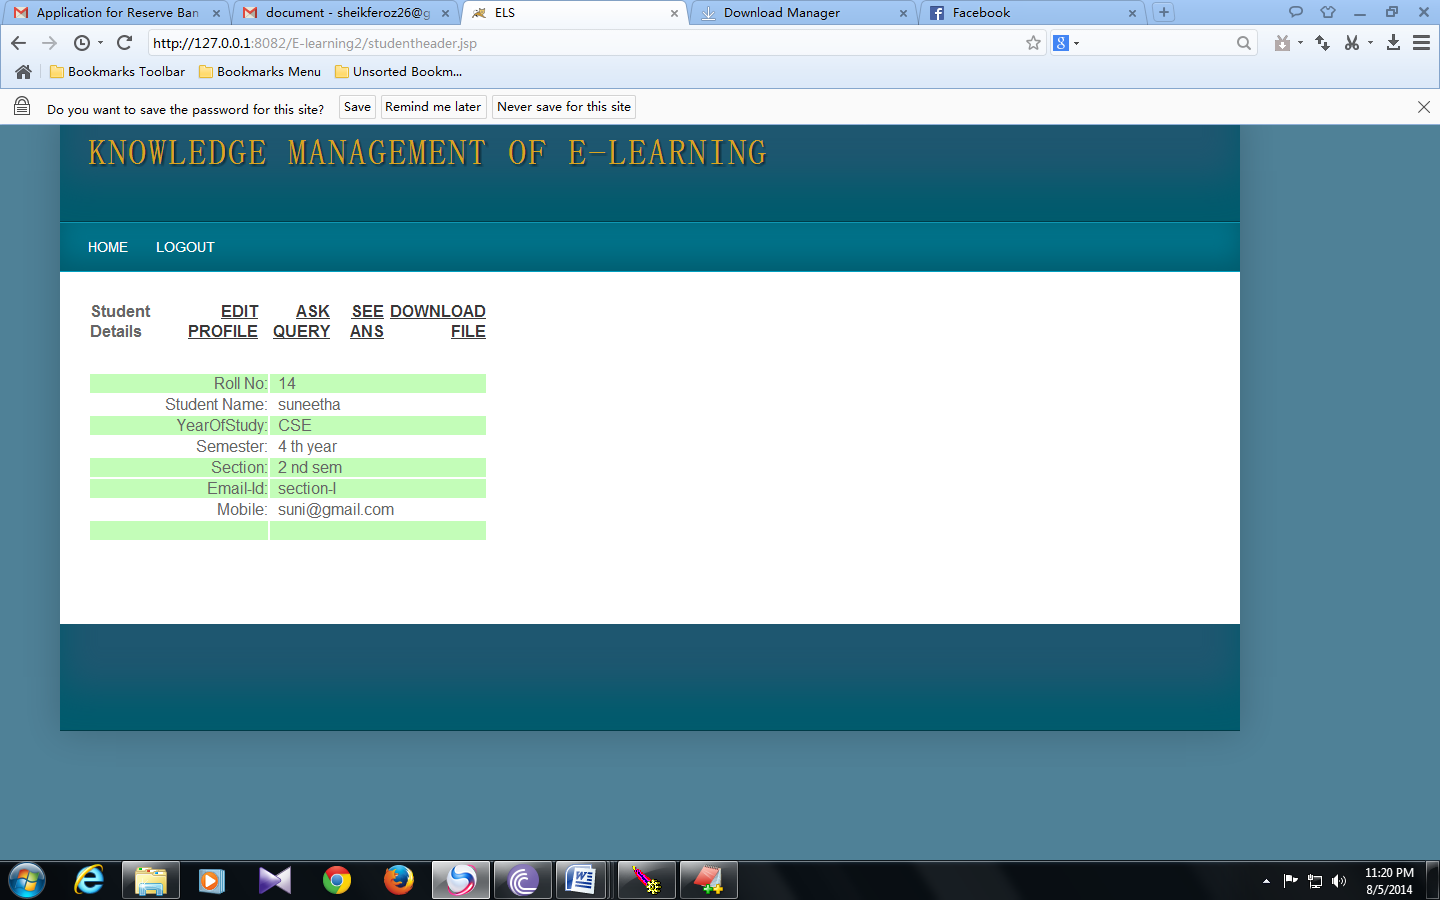 Application for Reserve Ban
document - sheikferoz26@g
ELS
Download Manager
Facebook
http://127.0.0.1:8082/E-learning2/studentheader.jsp
Bookmarks Toolbar Bookmarks Menu Unsorted Bookm...
Do you want to save the password for this site? Save Remind me later Never save for this site
KNOWLEDGE MANAGEMENT OF E-LEARNING
HOME LOGOUT
Student Details
EDIT PROFILE
ASK QUERY
SEE ANS
DOWNLOAD FILE
Roll No: 14
Student Name: suneetha
YearOfStudy: CSE
Semester: 4 th year
Section: 2 nd sem
Email-Id: section-I
Mobile: suni@gmail.com
11:20 PM
8/5/2014